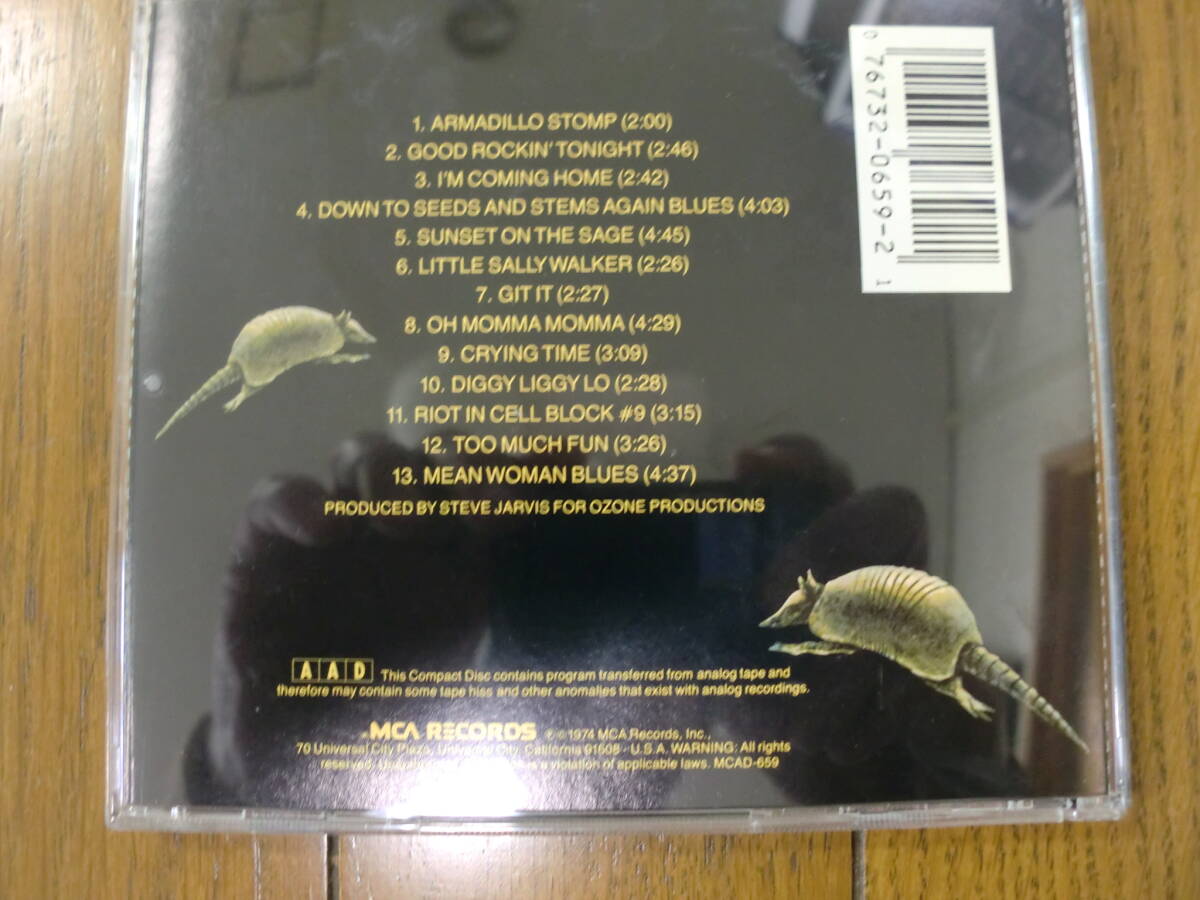 1. ARMADILLO STOMP (2:00)
2. GOOD ROCKIN' TONIGHT (2:46)
3. I'M COMING HOME (2:42)
4. DOWN TO SEEDS AND STEMS AGAIN BLUES (4:03)
5. SUNSET ON THE SAGE (4:45)
6. LITTLE SALLY WALKER (2:26)
7. GIT IT (2:27)
8. OH MOMMA MOMMA (4:29)
9. CRYING TIME (3:09)
10. DIGGY LIGGY LO (2:28)
11. RIOT IN CELL BLOCK #9 (3:15)
12. TOO MUCH FUN (3:26)
13. MEAN WOMAN BLUES (4:37)
PRODUCED BY STEVE JARVIS FOR OZONE PRODUCTIONS
0 76732-0659-2 1
A A D This Compact Disc contains program transferred from analog tape and
therefore may contain some tape hiss and other anomalies that exist with analog recordings.
MCA RECORDS © 1974 MCA Records, Inc.,
70 Universal City Plaza, Universal City, California 91608 - U.S.A. WARNING: All rights
reserved. is a violation of applicable laws. MCAD-659